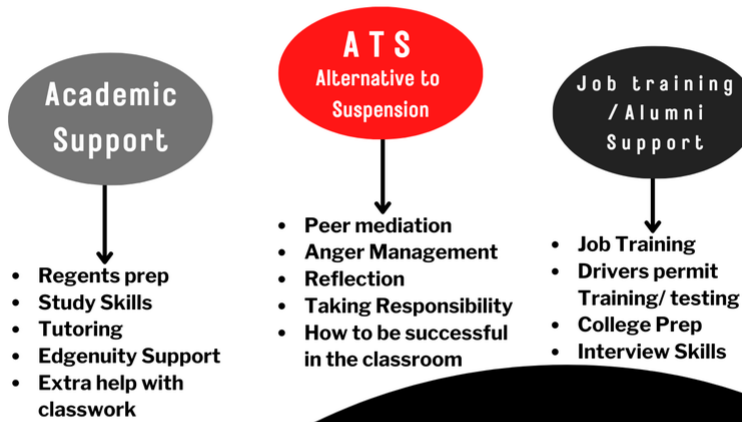 Academic
Support
• Regents prep
• Study Skills
• Tutoring
• Edgenuity Support
• Extra help with
classwork
ATS
Alternative to
Suspension
• Peer mediation
• Anger Management
• Reflection
• Taking Responsibility
• How to be successful
in the classroom
Job training
/Alumni
Support
• Job Training
• Drivers permit
Training/ testing
• College Prep
• Interview Skills